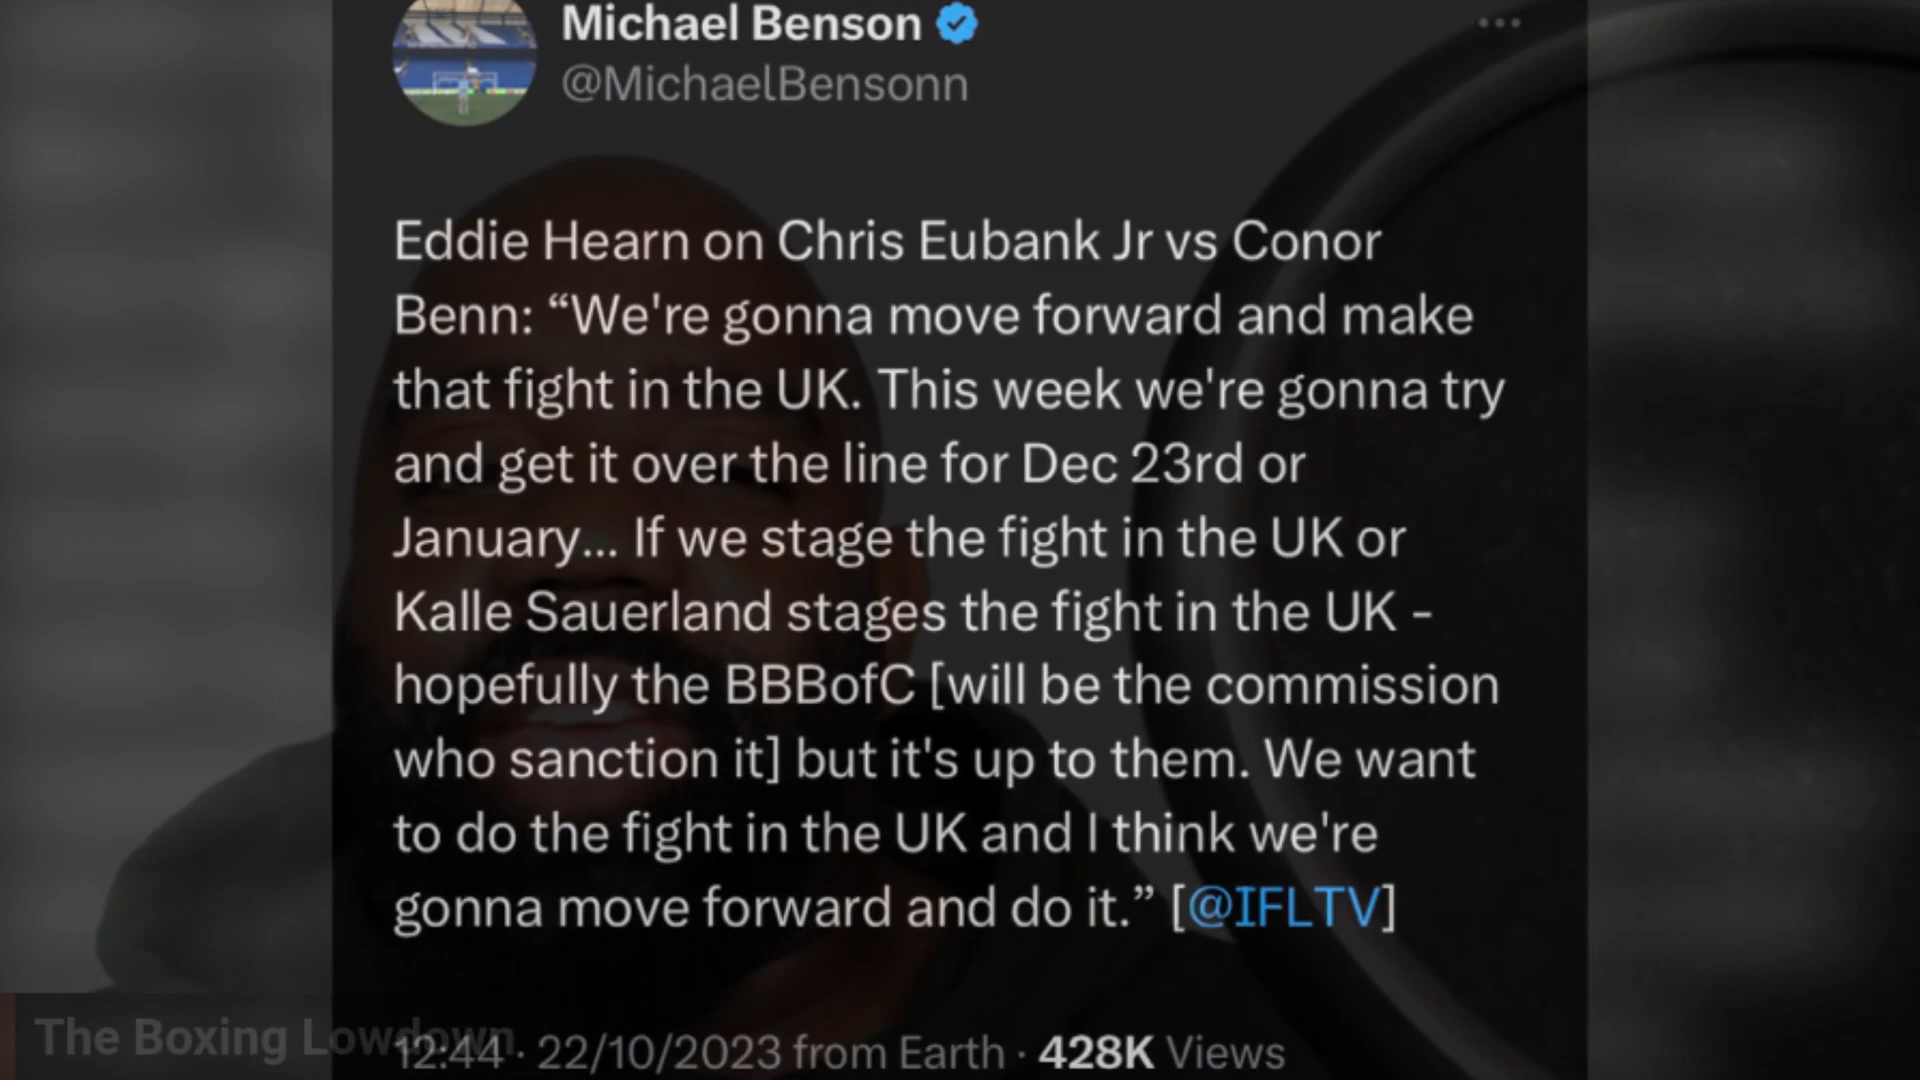 Michael Benson
@MichaelBensonn
Eddie Hearn on Chris Eubank Jr vs Conor
Benn: “We're gonna move forward and make
that fight in the UK. This week we're gonna try
and get it over the line for Dec 23rd or
January... If we stage the fight in the UK or
Kalle Sauerland stages the fight in the UK -
hopefully the BBBofC [will be the commission
who sanction it] but it's up to them. We want
to do the fight in the UK and I think we're
gonna move forward and do it.” [@IFLTV]
The Boxing Lowdown
12:44 · 22/10/2023 from Earth · 428K Views